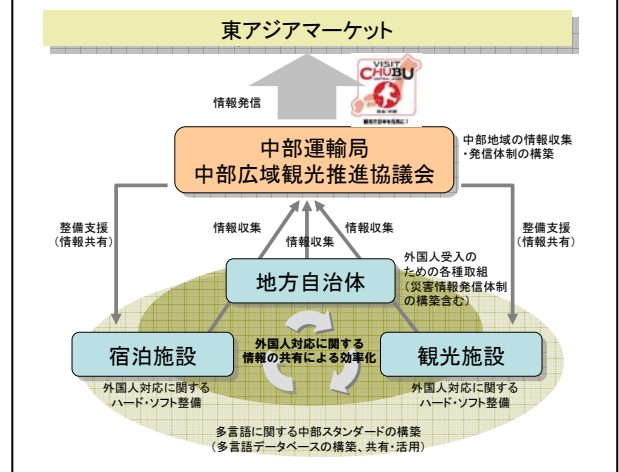 東アジアマーケット
情報発信
VISIT
CHUBU
中部運輸局
中部広域観光推進協議会
中部地域の情報収集
・発信体制の構築
整備支援
（情報共有）
情報収集
情報収集
情報収集
整備支援
（情報共有）
外国人受入の
ための各種取組
（災害情報発信体制
の構築含む）
地方自治体
外国人対応に関する
情報の共有による効率化
宿泊施設
観光施設
外国人対応に関する
ハード・ソフト整備
外国人対応に関する
ハード・ソフト整備
多言語に関する中部スタンダードの構築
（多言語データベースの構築、共有・活用）